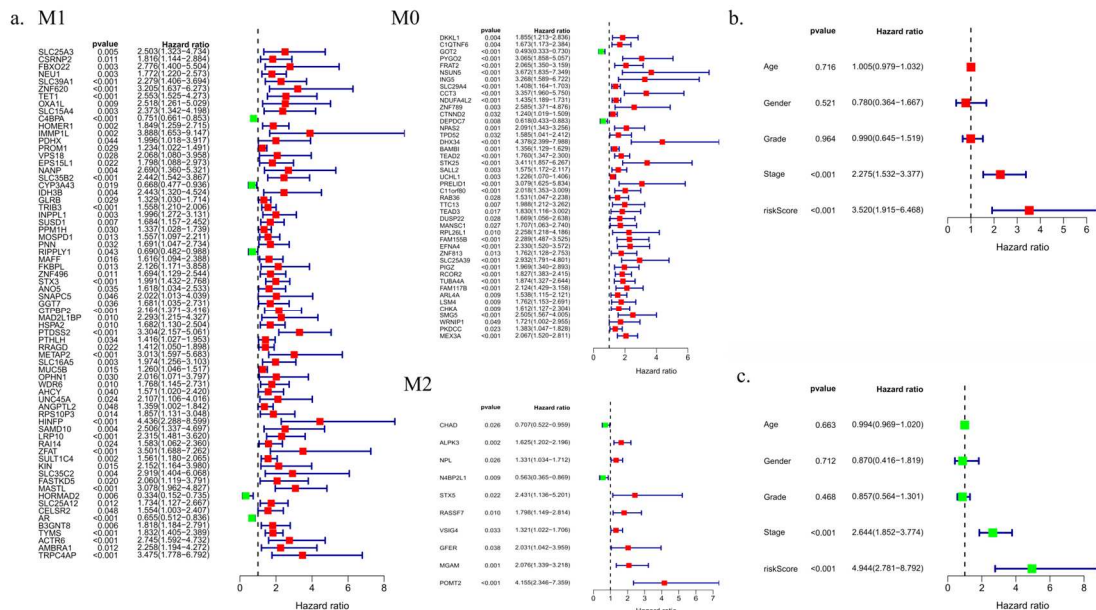 a. M1
pvalue Hazard ratio
SLC25A3 0.005 2.503(1.323−4.734)
CSRNP2 0.011 1.816(1.144−2.884)
FBXO22 0.003 2.776(1.400−5.504)
NEU1 0.003 1.772(1.220−2.573)
SLC39A1 <0.001 2.279(1.406−3.694)
ZNF620 <0.001 3.205(1.637−6.273)
TET1 <0.001 2.553(1.525−4.273)
OXA1L 0.009 2.518(1.261−5.029)
SLC15A4 0.003 2.373(1.342−4.198)
C4BPA <0.001 0.751(0.661−0.853)
HOMER1 0.002 1.849(1.259−2.715)
IMMP1L 0.002 3.888(1.653−9.147)
PDHX 0.044 1.996(1.018−3.917)
PROM1 0.029 1.234(1.022−1.491)
VPS18 0.028 2.068(1.080−3.958)
EPS15L1 0.022 1.798(1.088−2.973)
NANP 0.004 2.690(1.360−5.321)
SLC35B2 <0.001 2.442(1.542−3.867)
CYP3A43 0.019 0.668(0.477−0.936)
IDH3B 0.004 2.443(1.320−4.524)
GLRB 0.029 1.329(1.030−1.714)
TRIB3 <0.001 1.558(1.210−2.006)
INPPL1 0.003 1.996(1.272−3.131)
SUSD1 0.007 1.684(1.157−2.452)
PPM1H 0.030 1.337(1.028−1.739)
MOSPD1 0.013 1.557(1.097−2.211)
PNN 0.032 1.691(1.047−2.734)
RIPPLY1 0.043 0.690(0.482−0.988)
MAFF 0.016 1.616(1.094−2.388)
FKBPL 0.013 2.126(1.171−3.858)
ZNF496 0.011 1.694(1.129−2.544)
STX3 <0.001 1.991(1.432−2.768)
ANO5 0.035 1.618(1.034−2.533)
SNAPC5 0.046 2.022(1.013−4.039)
GGT7 0.036 1.681(1.035−2.731)
GTPBP2 <0.001 2.164(1.371−3.416)
MAD2L1BP 0.010 2.293(1.215−4.327)
HSPA2 0.010 1.682(1.130−2.504)
PTDSS2 <0.001 3.304(2.157−5.061)
PTHLH 0.034 1.416(1.027−1.953)
RRAGD 0.022 1.412(1.050−1.898)
METAP2 <0.001 3.013(1.597−5.683)
SLC16A5 0.003 1.974(1.256−3.103)
MUC5B 0.015 1.260(1.046−1.517)
OPHN1 0.030 2.016(1.071−3.797)
WDR6 0.010 1.768(1.145−2.731)
AHCY 0.040 1.571(1.020−2.420)
UNC45A 0.024 2.107(1.106−4.016)
ANGPTL2 0.048 1.359(1.002−1.842)
RPS10P3 0.014 1.857(1.131−3.048)
HINFP <0.001 4.436(2.288−8.599)
SAMD10 0.004 2.506(1.337−4.697)
LRP10 <0.001 2.315(1.481−3.620)
RAI14 0.024 1.583(1.062−2.360)
ZFAT <0.001 3.501(1.688−7.262)
SULT1C4 0.002 1.561(1.180−2.065)
KIN 0.015 2.152(1.164−3.980)
SLC35C2 0.004 2.919(1.404−6.068)
FASTKD5 0.020 2.060(1.119−3.791)
MASTL <0.001 3.078(1.962−4.827)
HORMAD2 0.006 0.334(0.152−0.735)
SLC25A12 0.012 1.734(1.127−2.667)
CELSR2 0.048 1.554(1.003−2.407)
AR <0.001 0.655(0.512−0.836)
B3GNT8 0.006 1.818(1.184−2.791)
TYMS <0.001 1.832(1.405−2.389)
ACTR6 <0.001 2.745(1.592−4.732)
AMBRA1 0.012 2.258(1.194−4.272)
TRPC4AP <0.001 3.475(1.778−6.792)
0 2 4 6 8
Hazard ratio
M0
pvalue Hazard ratio
DKKL1 0.004 1.855(1.213−2.836)
C1QTNF6 0.004 1.673(1.173−2.384)
GOT2 <0.001 0.493(0.333−0.730)
PYGO2 <0.001 3.065(1.858−5.057)
FRAT2 <0.001 2.065(1.350−3.159)
NSUN5 <0.001 3.672(1.835−7.349)
ING5 <0.001 3.268(1.589−6.722)
SLC29A4 <0.001 1.408(1.164−1.703)
CCT3 <0.001 3.357(1.960−5.750)
NDUFA4L2 <0.001 1.435(1.189−1.731)
ZNF789 0.003 2.585(1.371−4.876)
CTNND2 0.032 1.240(1.019−1.509)
DEPDC7 0.008 0.618(0.433−0.883)
NPAS2 <0.001 2.091(1.343−3.256)
TPD52 0.032 1.585(1.041−2.412)
DHX34 <0.001 4.378(2.399−7.988)
BAMBI <0.001 1.356(1.129−1.629)
TEAD2 <0.001 1.760(1.347−2.300)
STK25 <0.001 3.411(1.857−6.267)
SALL2 0.003 1.575(1.172−2.117)
UCHL1 0.003 1.226(1.070−1.406)
PRELID1 <0.001 3.079(1.625−5.834)
C11orf80 <0.001 2.018(1.353−3.009)
RAB36 0.028 1.531(1.047−2.238)
TTC13 0.007 1.988(1.212−3.262)
TEAD3 0.017 1.830(1.116−3.002)
DUSP22 0.028 1.669(1.056−2.638)
MANSC1 0.027 1.707(1.063−2.740)
RPL26L1 0.010 2.258(1.218−4.186)
FAM155B <0.001 2.289(1.487−3.525)
EFNA4 <0.001 2.330(1.520−3.572)
ZNF813 0.013 1.762(1.128−2.753)
SLC25A39 <0.001 2.932(1.791−4.801)
PIGZ <0.001 1.969(1.340−2.893)
RCOR2 <0.001 1.827(1.383−2.415)
TUBA4A <0.001 1.874(1.327−2.644)
FAM117B <0.001 2.124(1.429−3.158)
ARL4A 0.009 1.538(1.115−2.121)
LSM4 0.009 1.762(1.153−2.691)
CHKA 0.009 1.612(1.127−2.304)
SMG5 <0.001 2.505(1.567−4.005)
WRNIP1 0.049 1.721(1.002−2.955)
PKDCC 0.023 1.383(1.047−1.828)
MEX3A <0.001 2.067(1.520−2.811)
0 2 4 6
Hazard ratio
M2
pvalue Hazard ratio
CHAD 0.026 0.707(0.522−0.959)
ALPK3 0.002 1.625(1.202−2.196)
NPL 0.026 1.331(1.034−1.712)
N4BP2L1 0.009 0.563(0.365−0.869)
STX5 0.022 2.431(1.136−5.201)
RASSF7 0.010 1.798(1.149−2.814)
VSIG4 0.033 1.321(1.022−1.706)
GFER 0.038 2.031(1.042−3.959)
MGAM 0.001 2.076(1.339−3.218)
POMT2 <0.001 4.155(2.346−7.359)
0 1 2 3 4 5 6 7
Hazard ratio
b.
pvalue Hazard ratio
Age 0.716 1.005(0.979−1.032)
Gender 0.521 0.780(0.364−1.667)
Grade 0.964 0.990(0.645−1.519)
Stage <0.001 2.275(1.532−3.377)
riskScore <0.001 3.520(1.915−6.468)
0 1 2 3 4 5 6
Hazard ratio
c.
pvalue Hazard ratio
Age 0.663 0.994(0.969−1.020)
Gender 0.712 0.870(0.416−1.819)
Grade 0.468 0.857(0.564−1.301)
Stage <0.001 2.644(1.852−3.774)
riskScore <0.001 4.944(2.781−8.792)
0 2 4 6 8
Hazard ratio